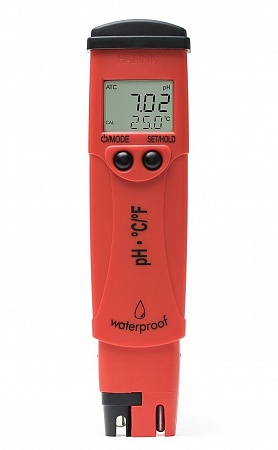 ATC pH
7.02
CAL 25.0°C
⏻/MODE SET/HOLD
pH • °C/°F
waterproof